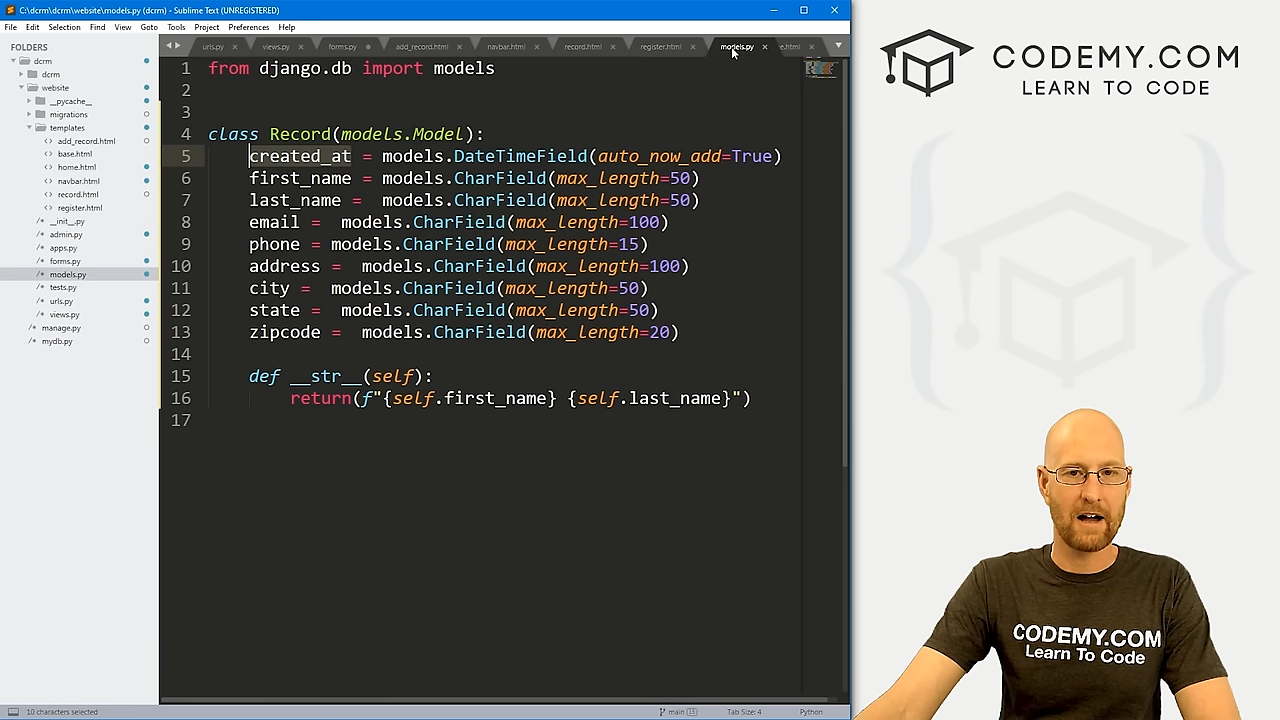 C:\dcrm\dcrm\website\models.py (dcrm) - Sublime Text (UNREGISTERED)
File Edit Selection Find View Goto Tools Project Preferences Help
FOLDERS
dcrm
dcrm
website
__pycache__
migrations
templates
add_record.html
base.html
home.html
navbar.html
record.html
register.html
__init__.py
admin.py
apps.py
forms.py
models.py
tests.py
urls.py
views.py
manage.py
mydb.py
urls.py views.py forms.py add_record.html navbar.html record.html register.html models.py e.html
1 from django.db import models
2
3
4 class Record(models.Model):
5 created_at = models.DateTimeField(auto_now_add=True)
6 first_name = models.CharField(max_length=50)
7 last_name =  models.CharField(max_length=50)
8 email =  models.CharField(max_length=100)
9 phone = models.CharField(max_length=15)
10 address =  models.CharField(max_length=100)
11 city =  models.CharField(max_length=50)
12 state =  models.CharField(max_length=50)
13 zipcode =  models.CharField(max_length=20)
14
15 def __str__(self):
16 return(f"{self.first_name} {self.last_name}")
17
10 characters selected
main 13 Tab Size: 4 Python
CODEMY.COM
LEARN TO CODE
CODEMY.COM
Learn To Code